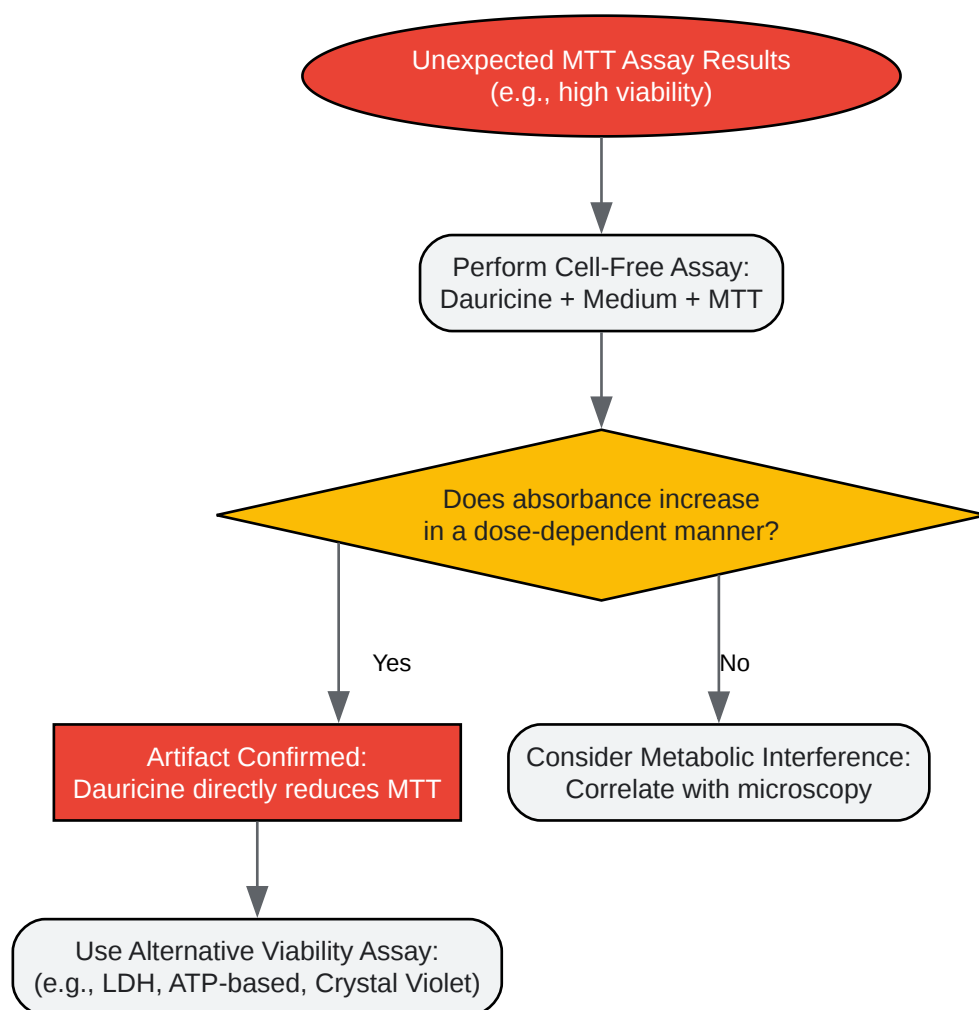 Unexpected MTT Assay Results
(e.g., high viability)
Perform Cell-Free Assay:
Dauricine + Medium + MTT
Does absorbance increase
in a dose-dependent manner?
Yes
No
Artifact Confirmed:
Dauricine directly reduces MTT
Consider Metabolic Interference:
Correlate with microscopy
Use Alternative Viability Assay:
(e.g., LDH, ATP-based, Crystal Violet)